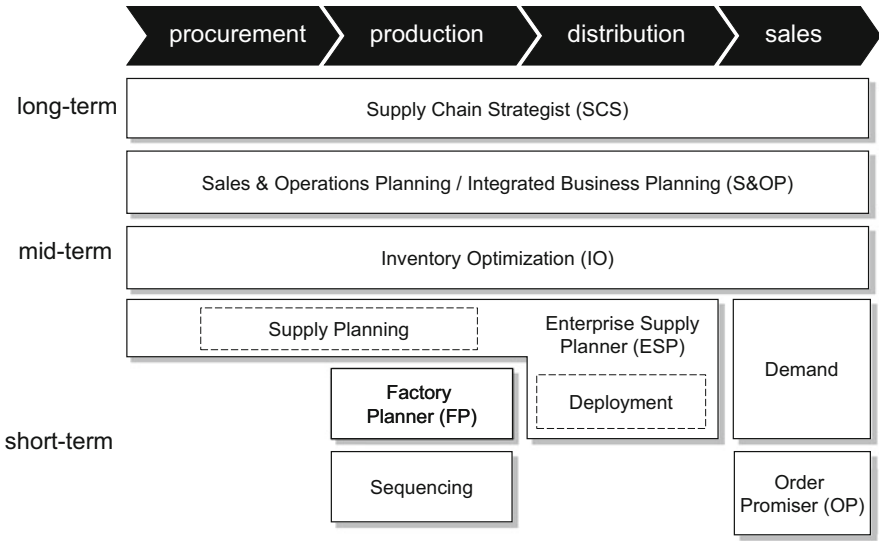 procurement production distribution sales
long-term
Supply Chain Strategist (SCS)
Sales & Operations Planning / Integrated Business Planning (S&OP)
mid-term
Inventory Optimization (IO)
Supply Planning
Enterprise Supply
Planner (ESP)
Deployment
Demand
short-term
Factory
Planner (FP)
Sequencing
Order
Promiser (OP)